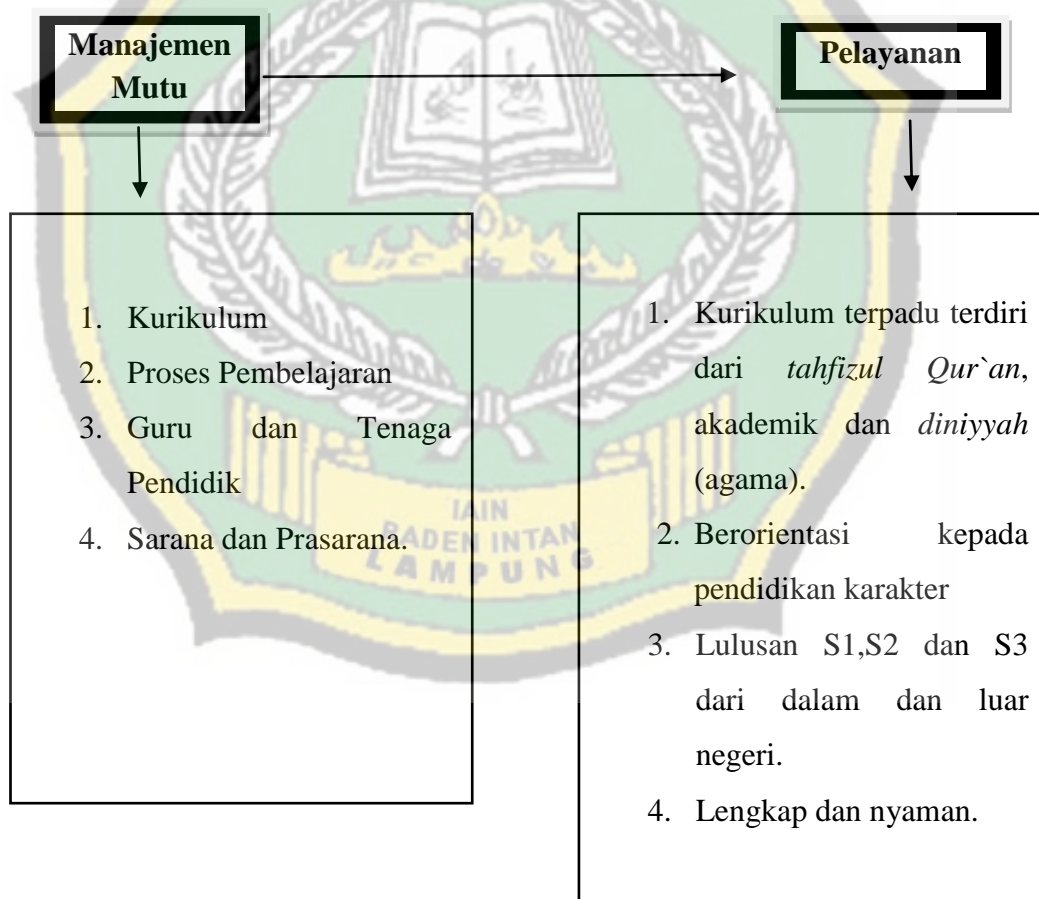 Manajemen
Mutu
Pelayanan
1. Kurikulum
2. Proses Pembelajaran
3. Guru dan Tenaga
Pendidik
4. Sarana dan Prasarana.
1. Kurikulum terpadu terdiri
dari tahfizul Qur`an,
akademik dan diniyyah
(agama).
2. Berorientasi kepada
pendidikan karakter
3. Lulusan S1,S2 dan S3
dari dalam dan luar
negeri.
4. Lengkap dan nyaman.
IAIN
RADEN INTAN
LAMPUNG